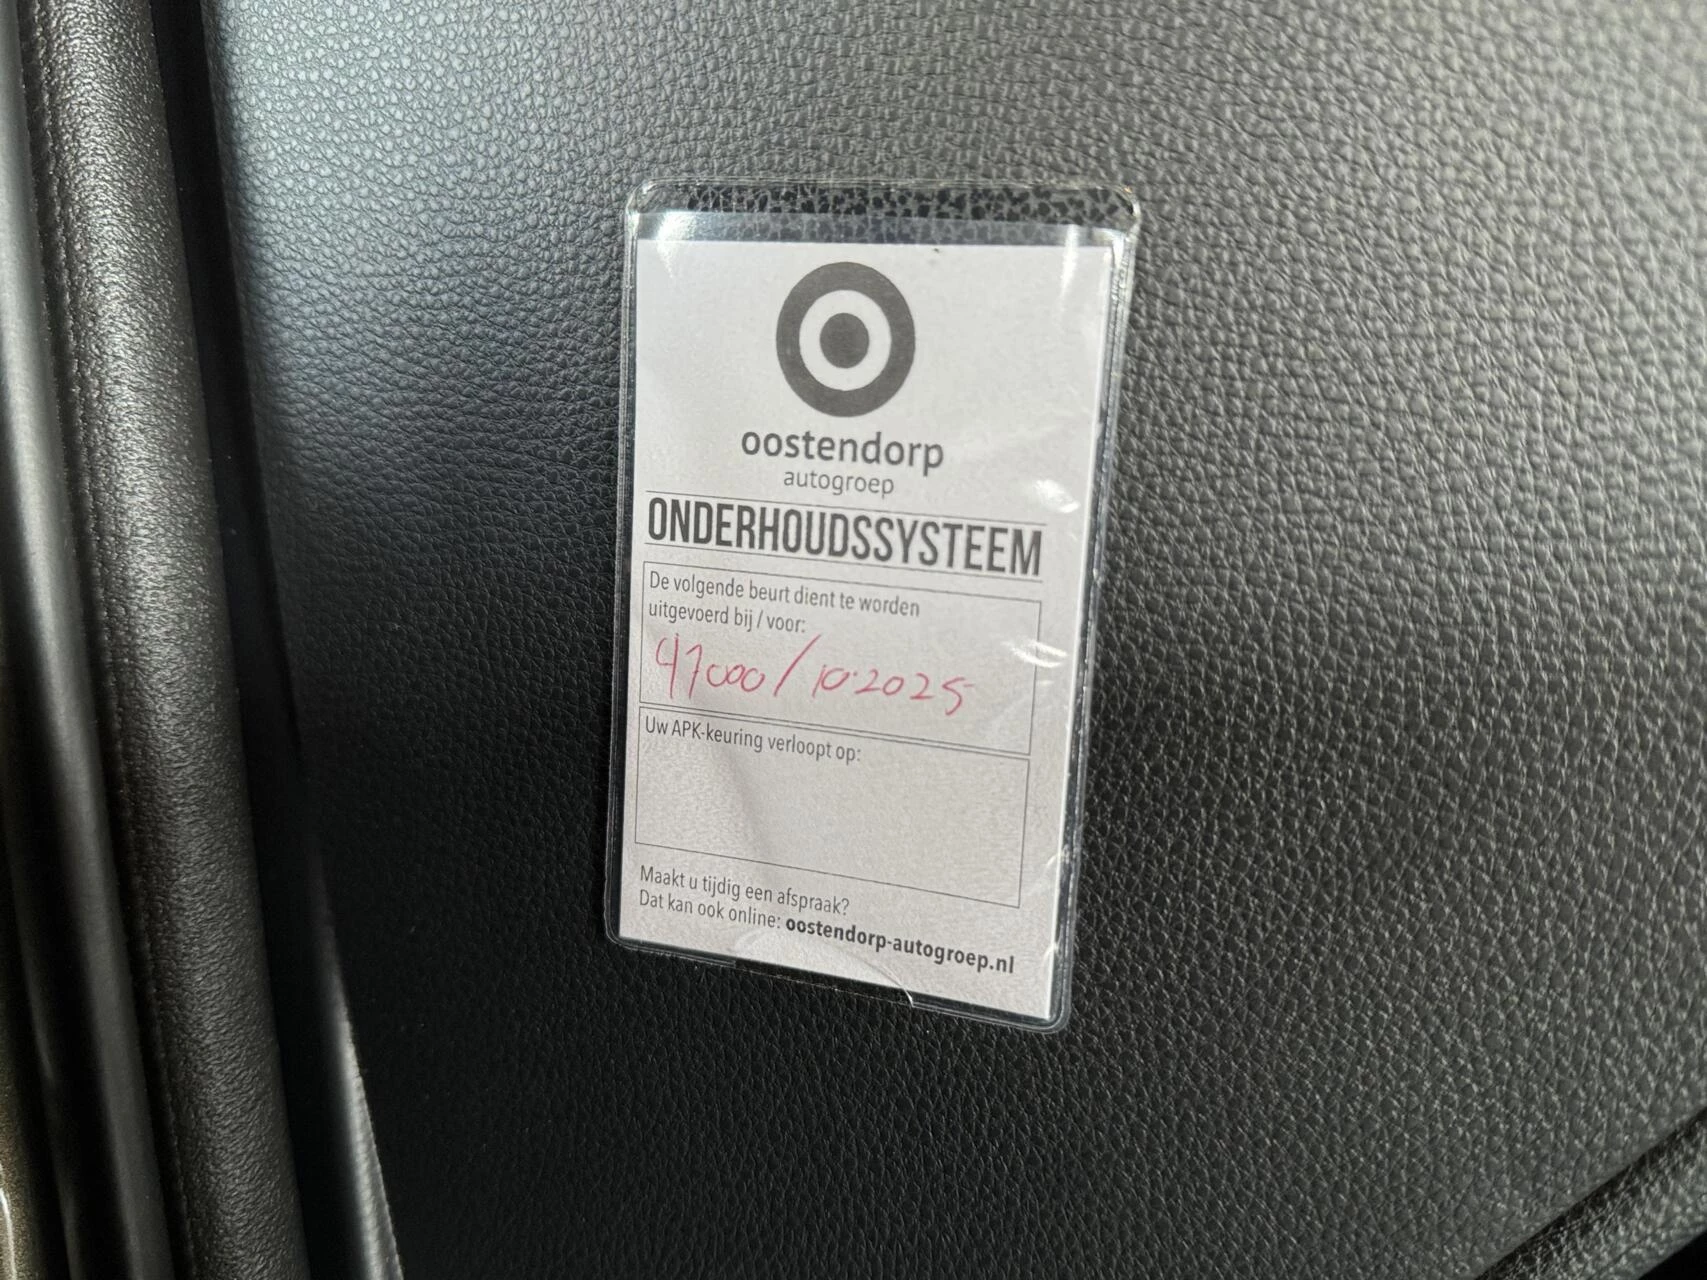 oostendorp
autogroep
ONDERHOUDSSYSTEEM
De volgende beurt dient te worden
uitgevoerd bij / voor:
47000 / 10.2025
Uw APK-keuring verloopt op:
Maakt u tijdig een afspraak?
Dat kan ook online: oostendorp-autogroep.nl